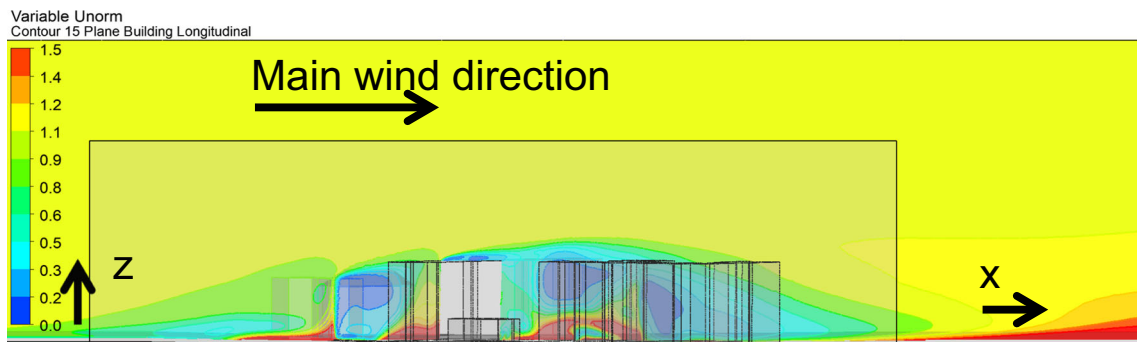 Variable Unorm
Contour 15 Plane Building Longitudinal
1.5
1.4
1.2
1.1
0.9
0.8
0.6
0.5
0.3
0.2
0.0
Main wind direction
z
x